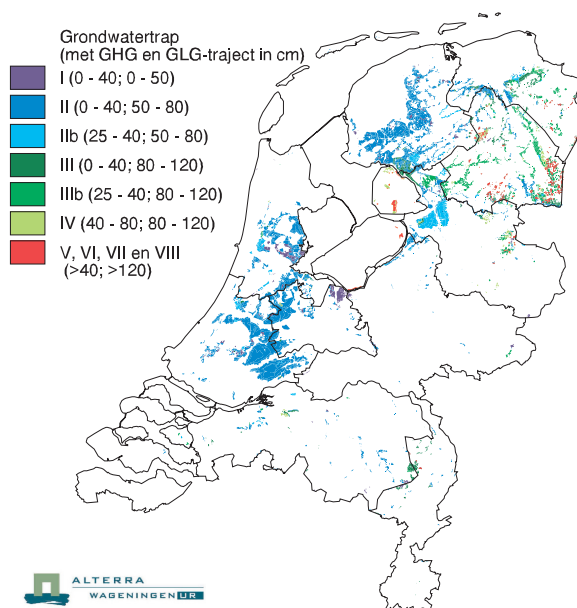 Grondwatertrap
(met GHG en GLG-traject in cm)
I (0 - 40; 0 - 50)
II (0 - 40; 50 - 80)
IIb (25 - 40; 50 - 80)
III (0 - 40; 80 - 120)
IIIb (25 - 40; 80 - 120)
IV (40 - 80; 80 - 120)
V, VI, VII en VIII
(>40; >120)
ALTERRA
WAGENINGEN UR